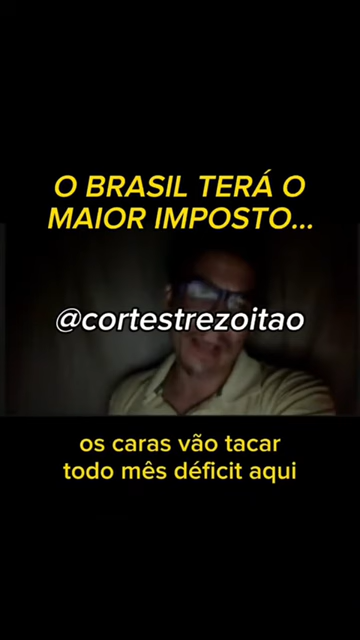 O BRASIL TERÁ O
MAIOR IMPOSTO...
@cortestrezoitao
os caras vão tacar
todo mês déficit aqui